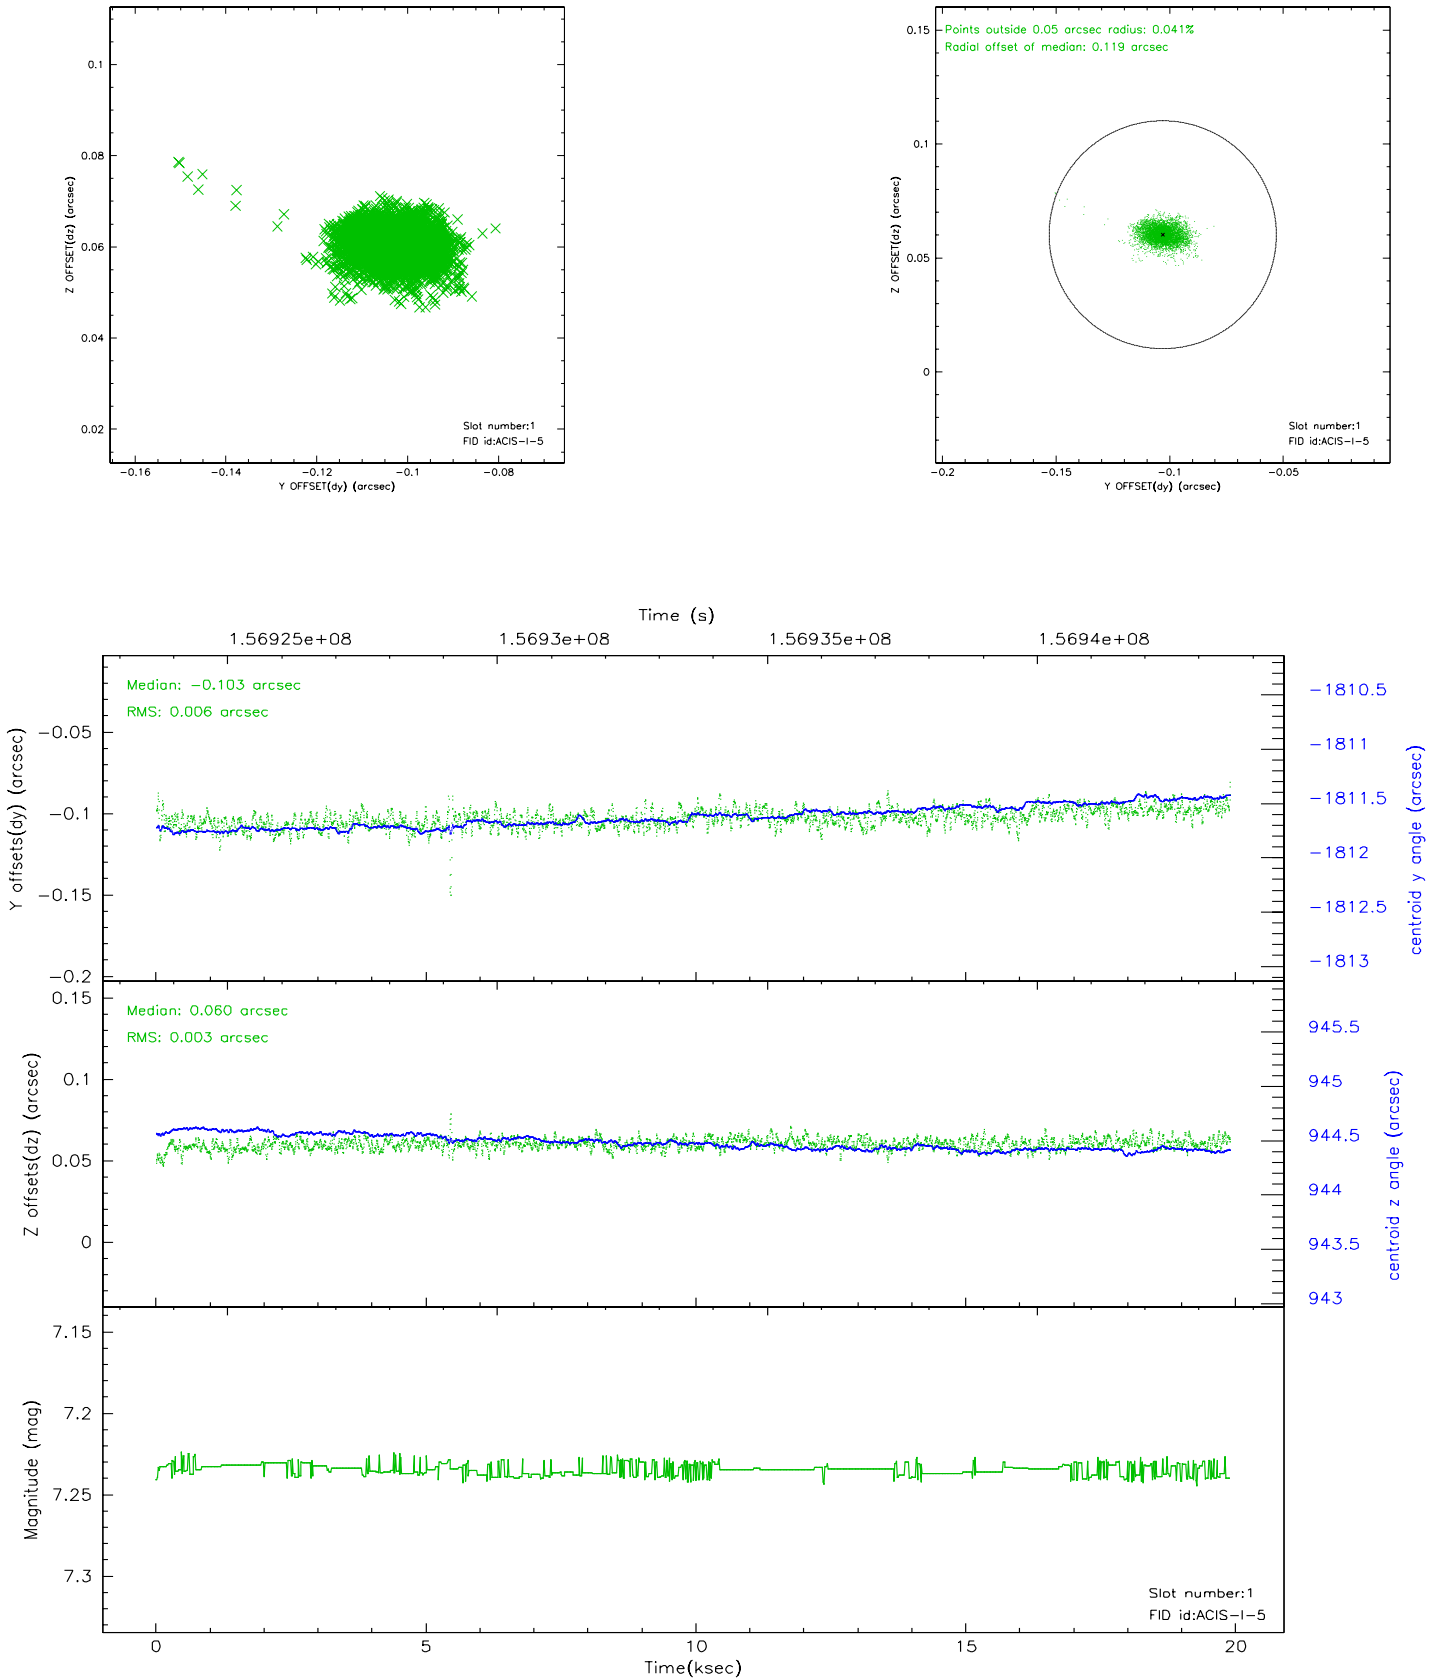 0.1
0.08
0.06
0.04
0.02
Z OFFSET(dz) (arcsec)
Slot number:1
FID id:ACIS-I-5
-0.16 -0.14 -0.12 -0.1 -0.08
Y OFFSET(dy) (arcsec)
Points outside 0.05 arcsec radius: 0.041%
Radial offset of median: 0.119 arcsec
0.15
0.1
0.05
0
Z OFFSET(dz) (arcsec)
Slot number:1
FID id:ACIS-I-5
-0.2 -0.15 -0.1 -0.05
Y OFFSET(dy) (arcsec)
Time (s)
1.56925e+08 1.5693e+08 1.56935e+08 1.5694e+08
Median: -0.103 arcsec
RMS: 0.006 arcsec
-0.05
-0.1
-0.15
-0.2
Y offsets(dy) (arcsec)
-1810.5
-1811
-1811.5
-1812
-1812.5
-1813
centroid y angle (arcsec)
Median: 0.060 arcsec
RMS: 0.003 arcsec
0.15
0.1
0.05
0
Z offsets(dz) (arcsec)
945.5
945
944.5
944
943.5
943
centroid z angle (arcsec)
7.15
7.2
7.25
7.3
Magnitude (mag)
Slot number:1
FID id:ACIS-I-5
0 5 10 15 20
Time(ksec)